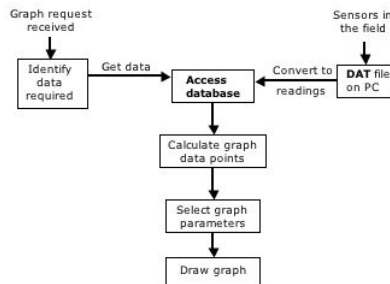 Graph request
received
Sensors in
the field
Identify
data
required
Get data
Access
database
Convert to
readings
DAT file
on PC
Calculate graph
data points
Select graph
parameters
Draw graph